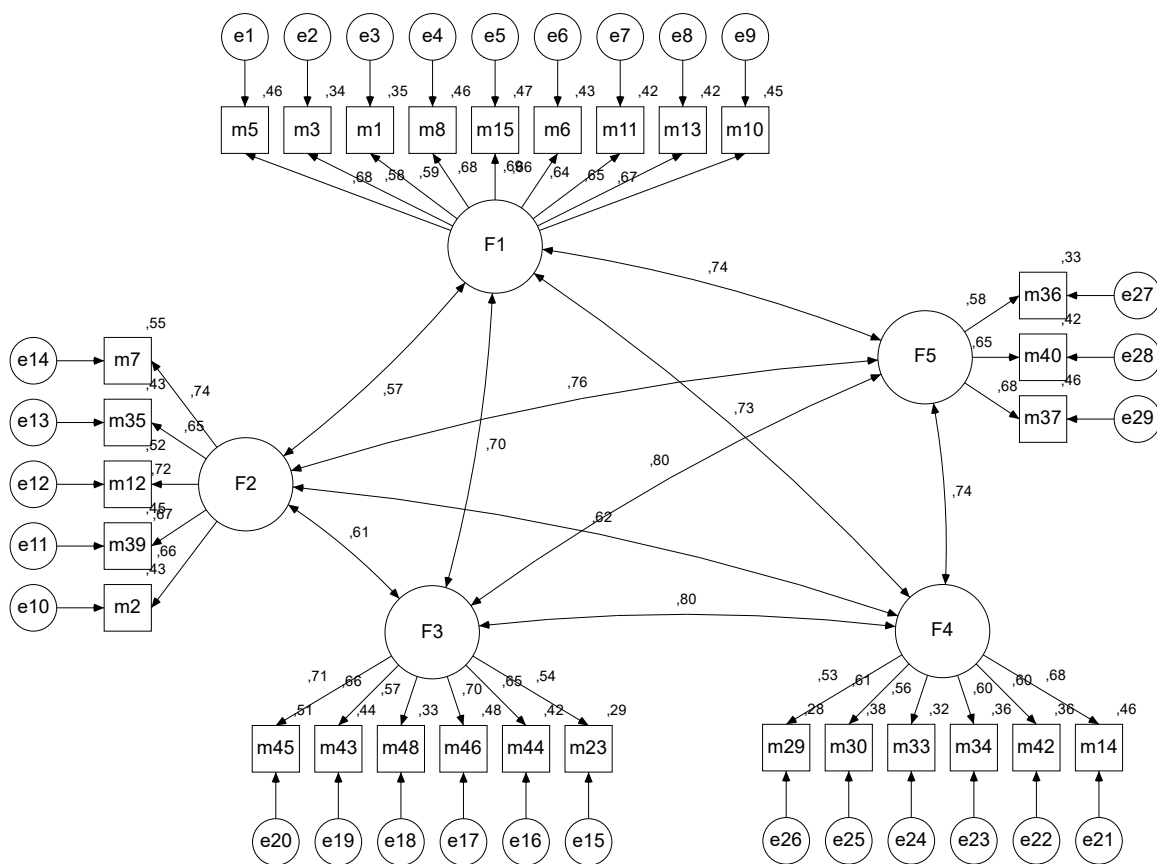 e1 e2 e3 e4 e5 e6 e7 e8 e9
,46 ,34 ,35 ,46 ,47 ,43 ,42 ,42 ,45
m5 m3 m1 m8 m15 m6 m11 m13 m10
,68 ,58 ,59 ,68 ,69 ,66 ,64 ,65 ,67
F1
,74
,33
,58 m36 e27
,42
,55
e14 m7
F5 ,65 m40 e28
,43 ,74
,57 ,76
,68 ,46
m37 e29
e13 m35 ,65
,73
,52
,70
,72
,80
e12 m12 F2
,74
,45
,67
,62
,61
e11 m39 ,66
,43
e10 m2
,80
F3 F4
,71 ,66 ,57 ,70 ,65 ,54
,53 ,61 ,56 ,60 ,60 ,68
,51 ,44 ,33 ,48 ,42 ,29
,28 ,38 ,32 ,36 ,36 ,46
m45 m43 m48 m46 m44 m23
m29 m30 m33 m34 m42 m14
e20 e19 e18 e17 e16 e15
e26 e25 e24 e23 e22 e21